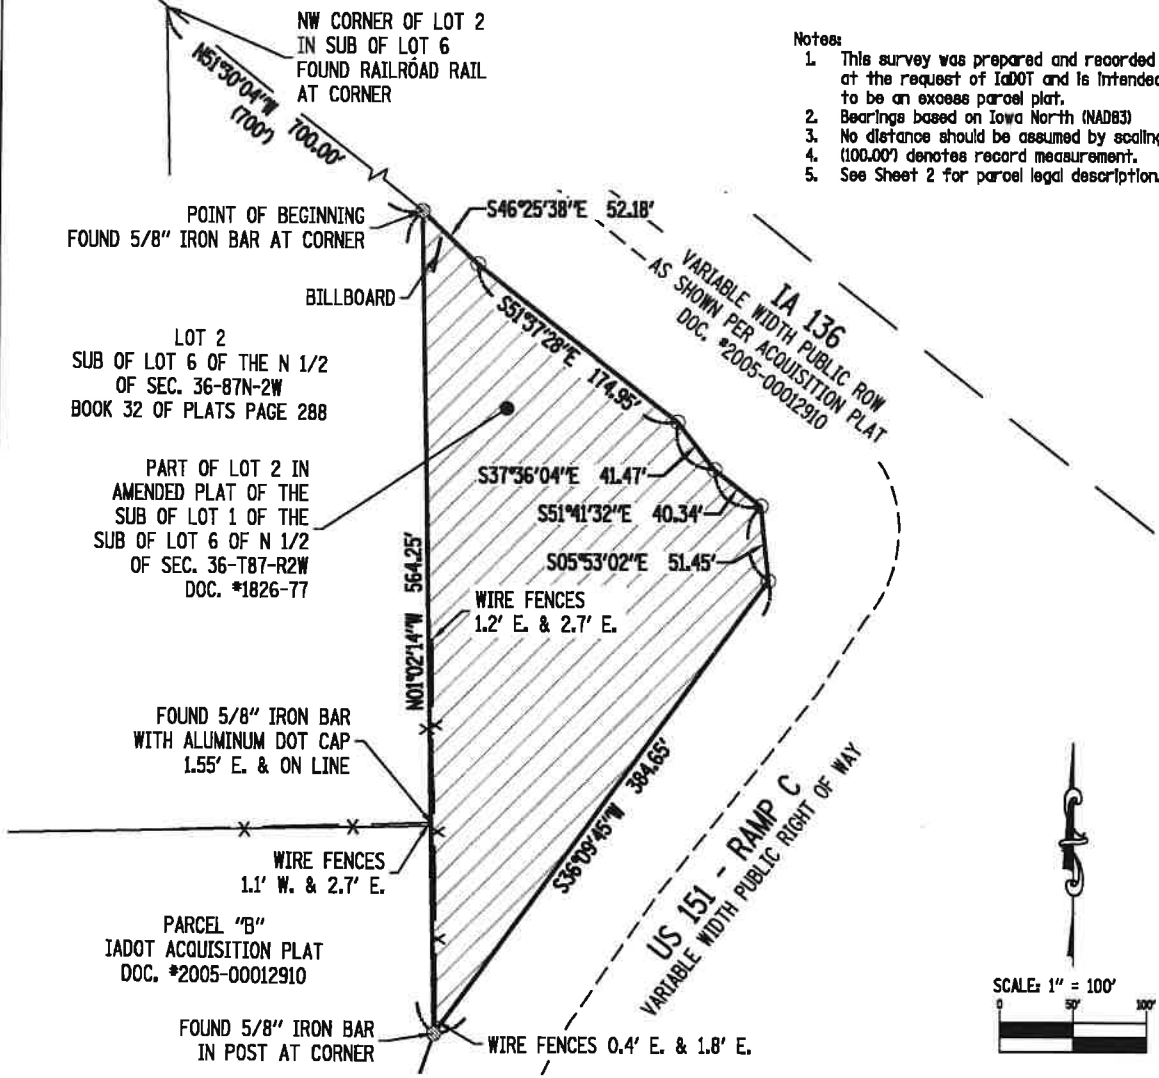 NW CORNER OF LOT 2
IN SUB OF LOT 6
FOUND RAILROAD RAIL
AT CORNER
N51°30'04"W 700.00'
(700')
Notes:
1. This survey was prepared and recorded
at the request of IaDOT and is intended
to be an excess parcel plat.
2. Bearings based on Iowa North (NAD83)
3. No distance should be assumed by scaling
4. (100.00') denotes record measurement.
5. See Sheet 2 for parcel legal description.
POINT OF BEGINNING
FOUND 5/8" IRON BAR AT CORNER
S46°25'38"E 52.18'
BILLBOARD
S51°37'28"E 174.95'
IA 136
VARIABLE WIDTH PUBLIC ROW
AS SHOWN PER ACQUISITION PLAT
DOC. #2005-00012910
LOT 2
SUB OF LOT 6 OF THE N 1/2
OF SEC. 36-87N-2W
BOOK 32 OF PLATS PAGE 288
PART OF LOT 2 IN
AMENDED PLAT OF THE
SUB OF LOT 1 OF THE
SUB OF LOT 6 OF N 1/2
OF SEC. 36-T87-R2W
DOC. #1826-77
S37°36'04"E 41.47'
S51°41'32"E 40.34'
S05°53'02"E 51.45'
N01°02'14"W 564.25'
WIRE FENCES
1.2' E. & 2.7' E.
FOUND 5/8" IRON BAR
WITH ALUMINUM DOT CAP
1.55' E. & ON LINE
S36°09'45"W 384.65'
US 151 - RAMP C
VARIABLE WIDTH PUBLIC RIGHT OF WAY
WIRE FENCES
1.1' W. & 2.7' E.
PARCEL "B"
IADOT ACQUISITION PLAT
DOC. #2005-00012910
FOUND 5/8" IRON BAR
IN POST AT CORNER
WIRE FENCES 0.4' E. & 1.8' E.
SCALE: 1" = 100'
0 50' 100'